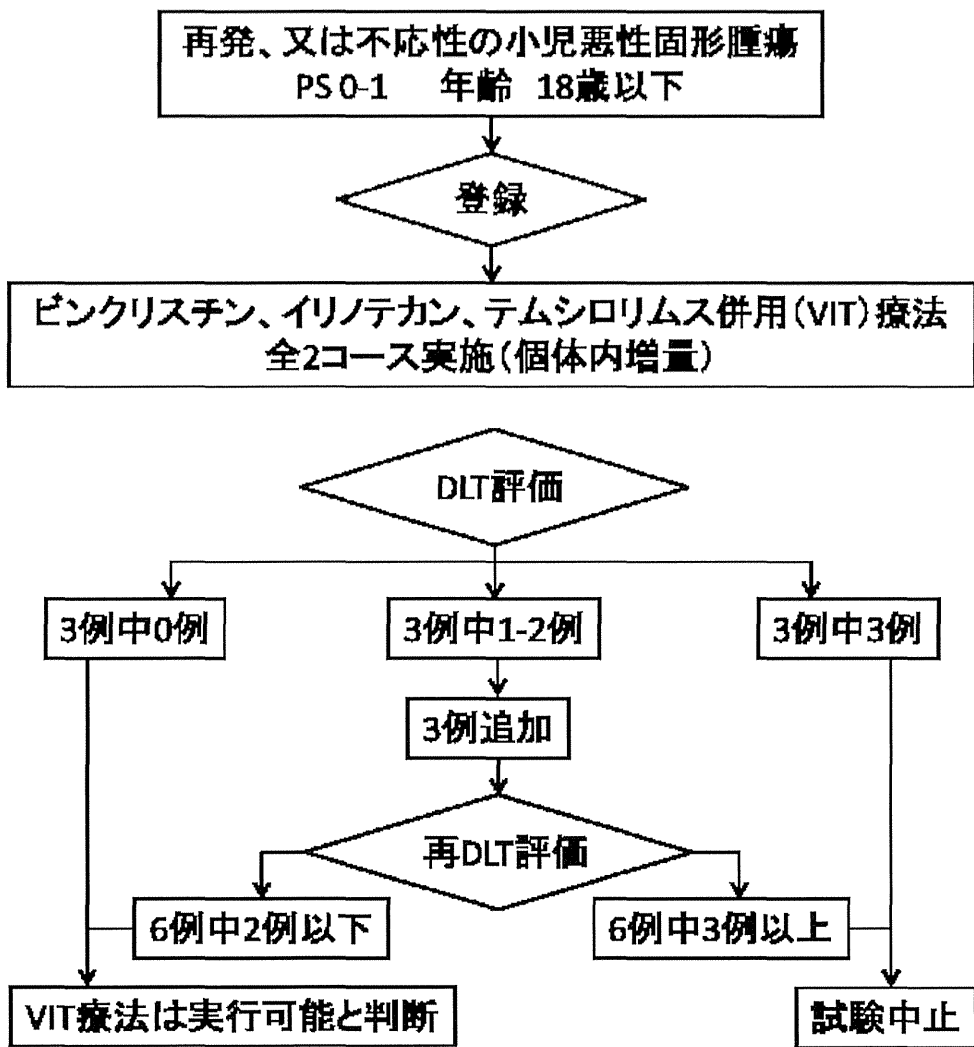 再発、又は不応性の小児悪性固形腫瘍
PS 0-1 年齢 18歳以下
登録
ビンクリスチン、イリノテカン、テムシロリムス併用(VIT)療法
全2コース実施(個体内増量)
DLT評価
3例中0例
3例中1-2例
3例中3例
3例追加
再DLT評価
6例中2例以下
6例中3例以上
VIT療法は実行可能と判断
試験中止